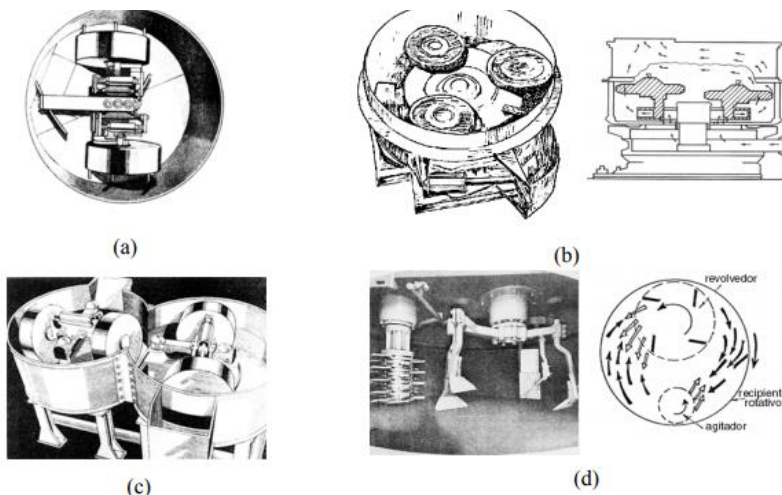 (a)
(b)
revolvedor
recipiente
rotativo
agitador
(c)
(d)